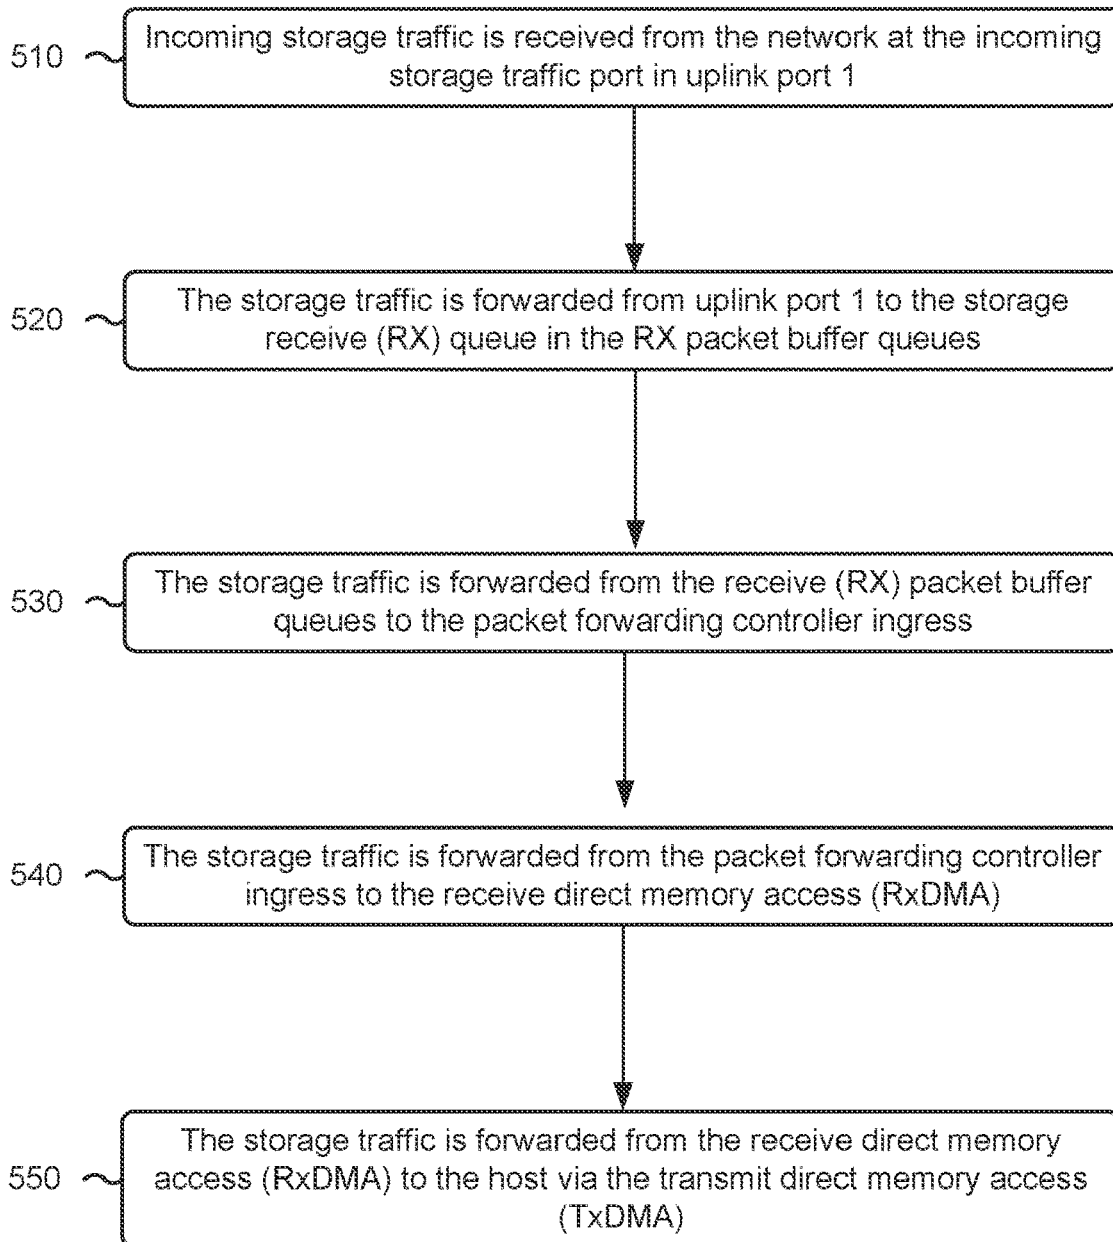 510
Incoming storage traffic is received from the network at the incoming
storage traffic port in uplink port 1
520
The storage traffic is forwarded from uplink port 1 to the storage
receive (RX) queue in the RX packet buffer queues
530
The storage traffic is forwarded from the receive (RX) packet buffer
queues to the packet forwarding controller ingress
540
The storage traffic is forwarded from the packet forwarding controller
ingress to the receive direct memory access (RxDMA)
550
The storage traffic is forwarded from the receive direct memory
access (RxDMA) to the host via the transmit direct memory access
(TxDMA)